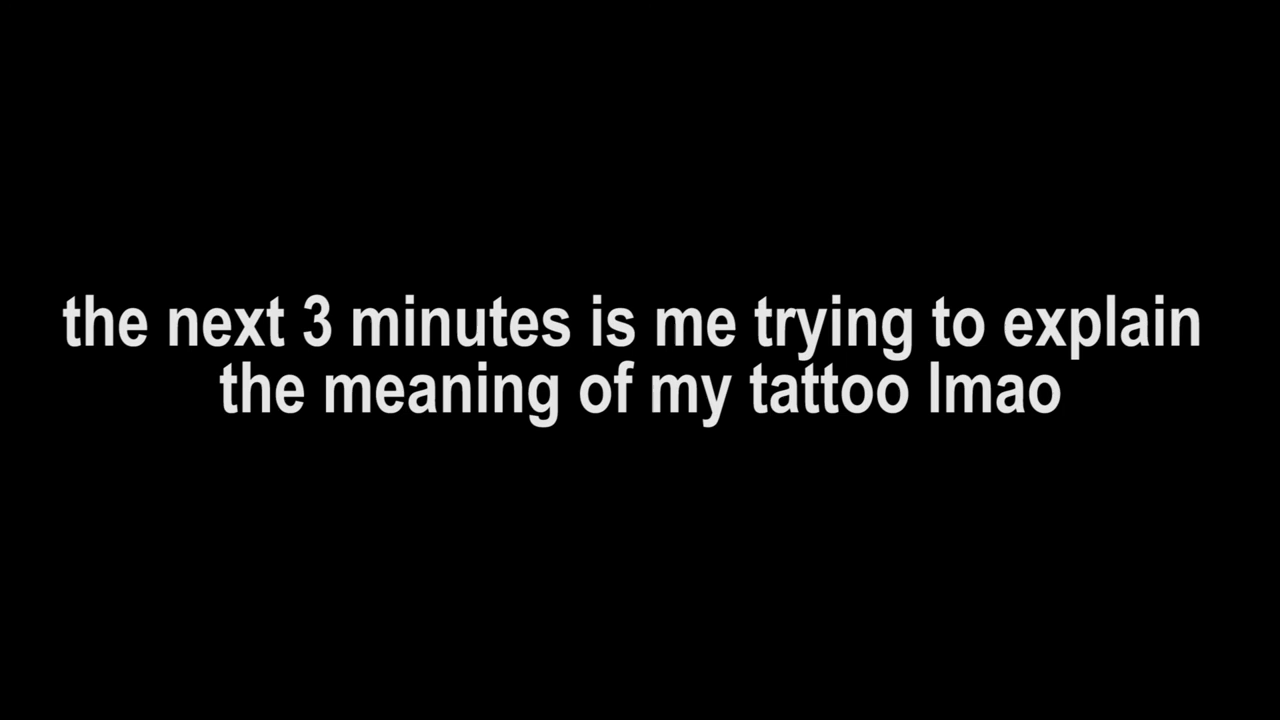 the next 3 minutes is me trying to explain
the meaning of my tattoo lmao